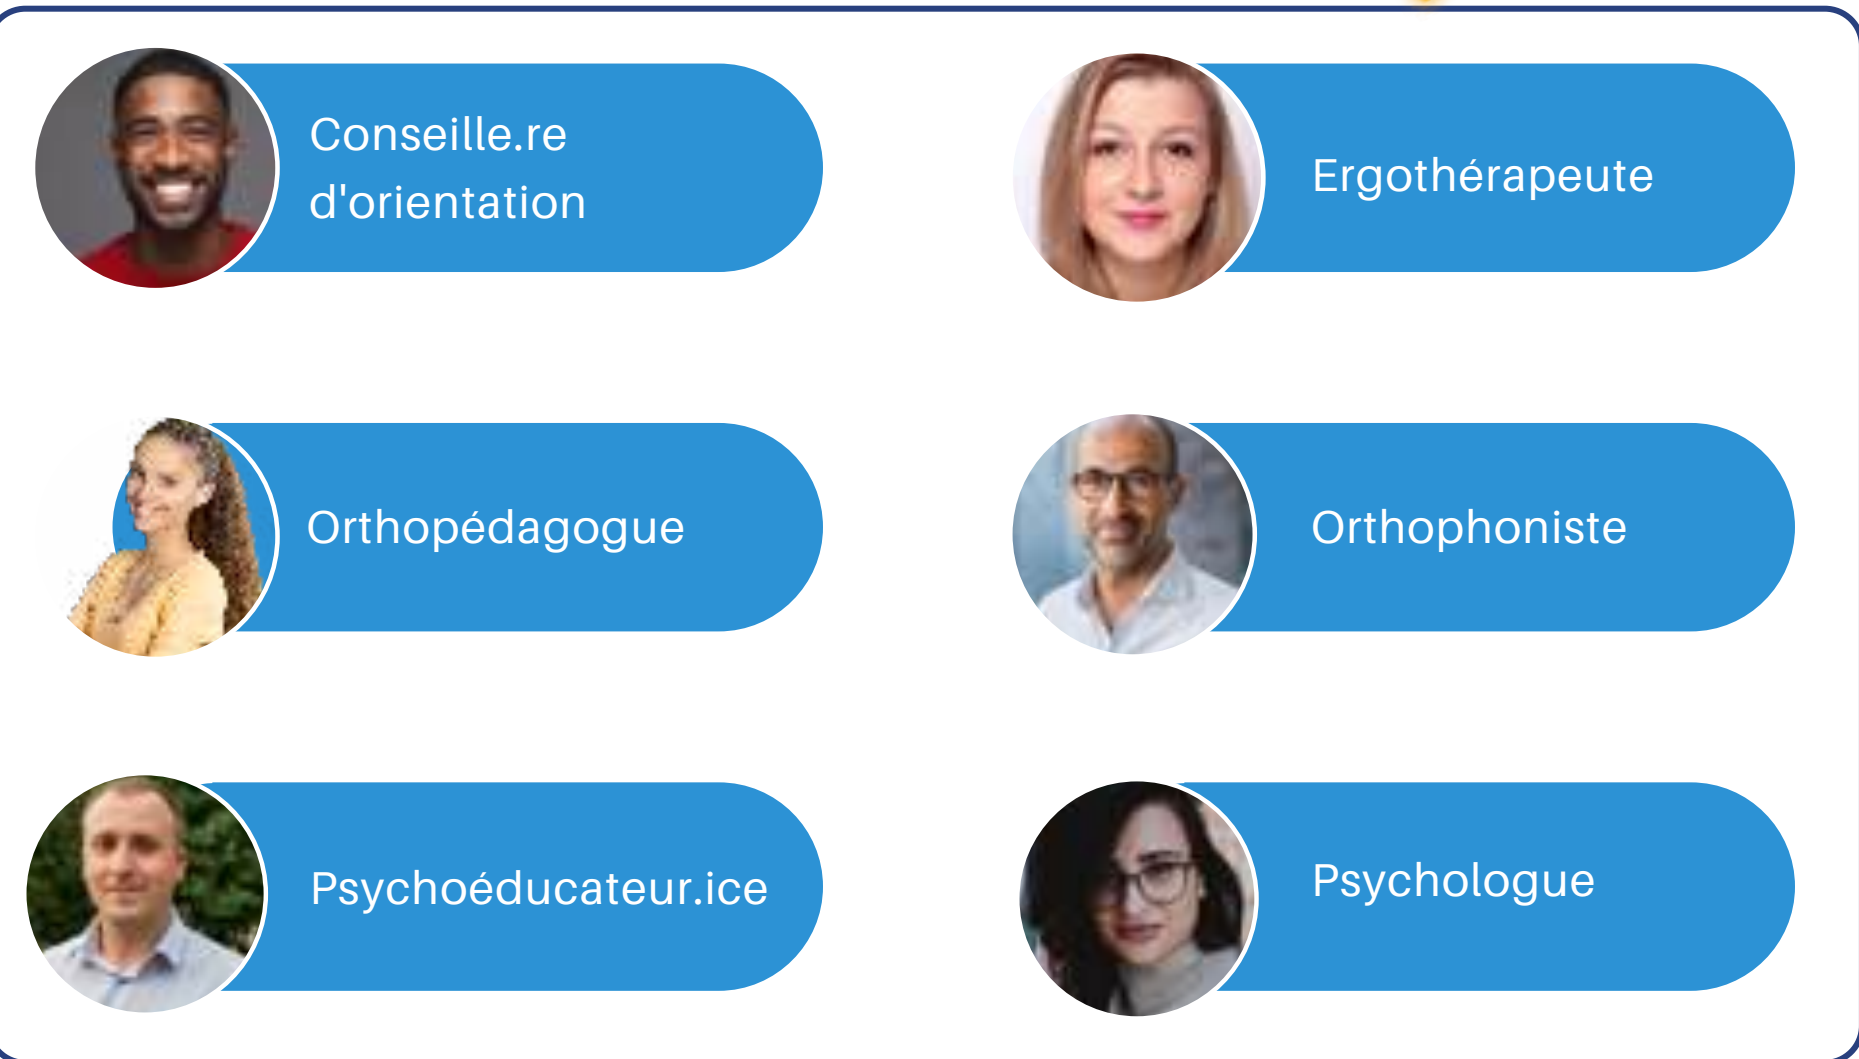 Conseille.re
d'orientation
Ergothérapeute
Orthopédagogue
Orthophoniste
Psychoéducateur.ice
Psychologue